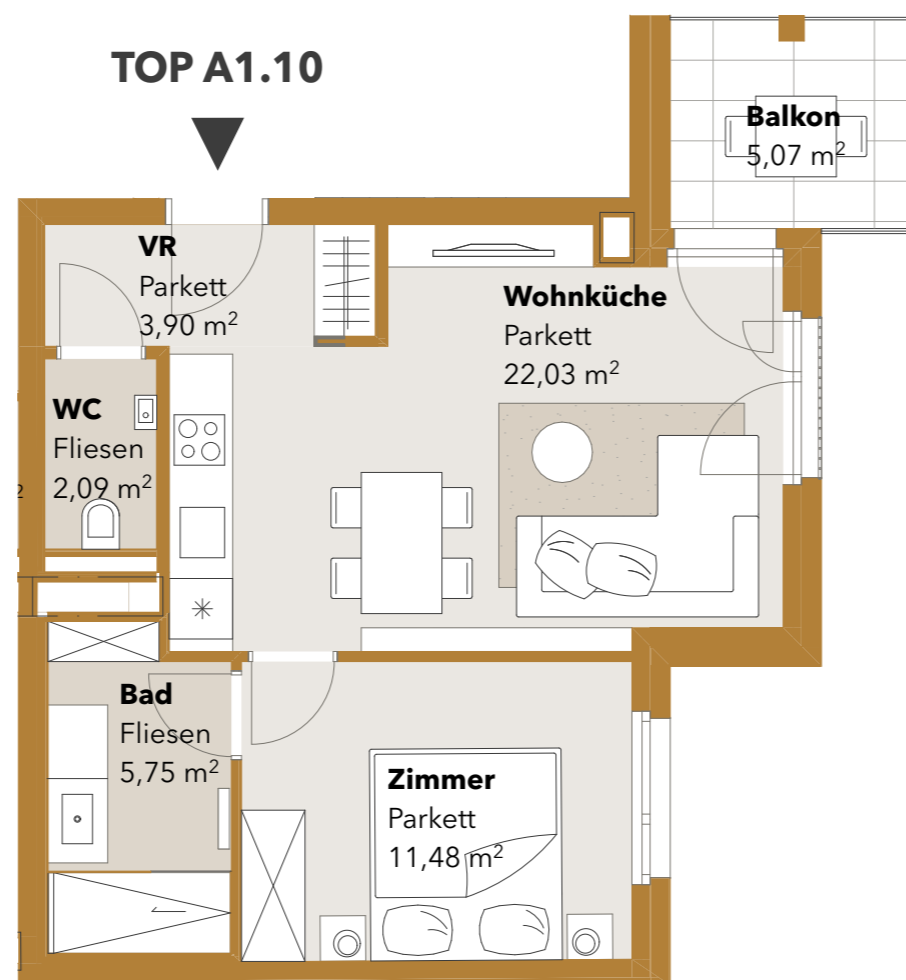 TOP A1.10
Balkon
5,07 m²
VR
Parkett
3,90 m²
Wohnküche
Parkett
22,03 m²
WC
Fliesen
2,09 m²
2
Bad
Fliesen
5,75 m²
Zimmer
Parkett
11,48 m²